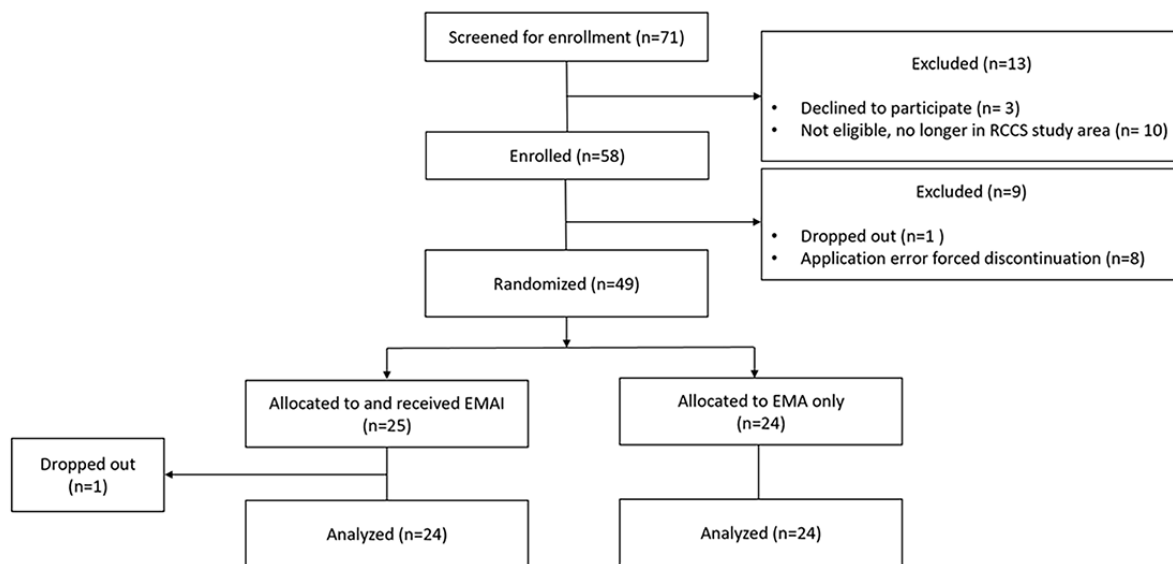 Screened for enrollment (n=71)
Excluded (n=13)
• Declined to participate (n= 3)
• Not eligible, no longer in RCCS study area (n= 10)
Enrolled (n=58)
Excluded (n=9)
• Dropped out (n=1 )
• Application error forced discontinuation (n=8)
Randomized (n=49)
Allocated to and received EMAI
(n=25)
Allocated to EMA only
(n=24)
Dropped out
(n=1)
Analyzed (n=24)
Analyzed (n=24)